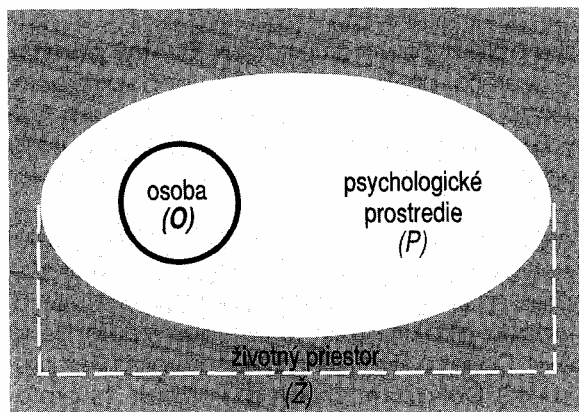 osoba
(O)
psychologické
prostredie
(P)
životný priestor
(Ž)